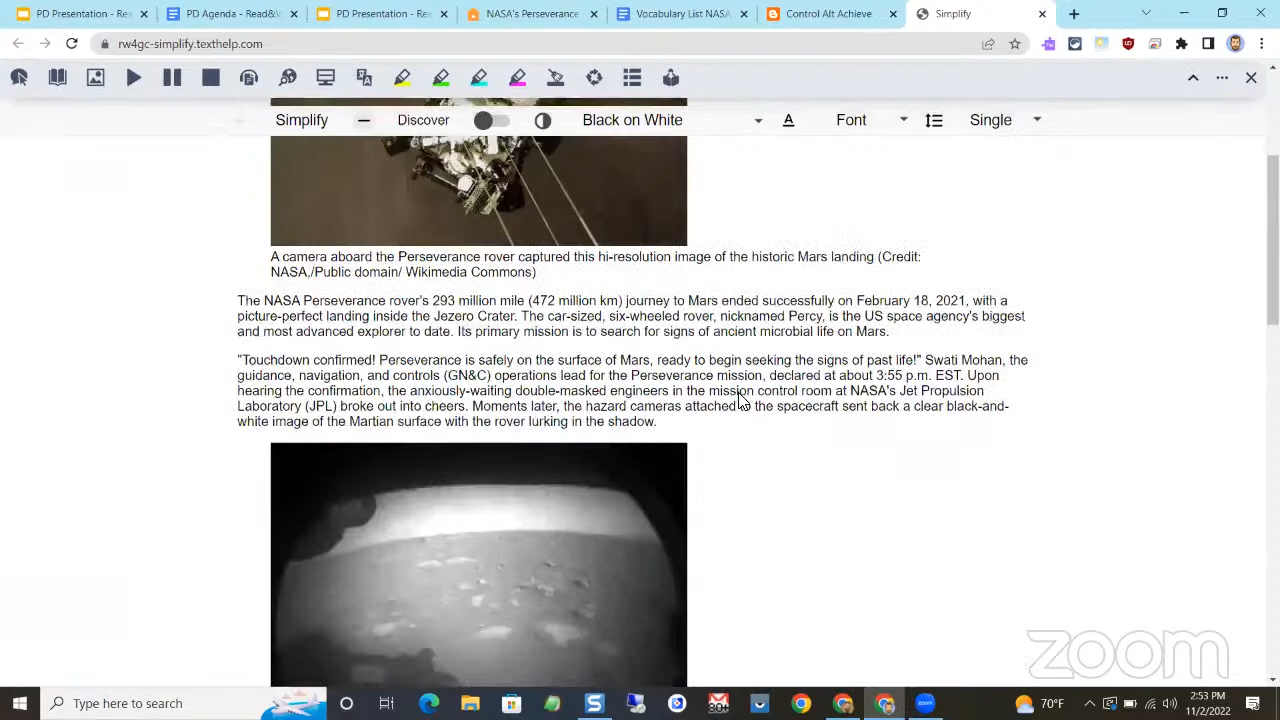 PD Presentation - Rea
PD Agenda - Read&W
PD Presentation - Rea
NASA's Perseverance
Vocabulary List NASA
Control Alt Achieve
Simplify
rw4gc-simplify.texthelp.com
Simplify
Discover
Black on White
Font
Single
A camera aboard the Perseverance rover captured this hi-resolution image of the historic Mars landing (Credit:
NASA,/Public domain/ Wikimedia Commons)
The NASA Perseverance rover's 293 million mile (472 million km) journey to Mars ended successfully on February 18, 2021, with a
picture-perfect landing inside the Jezero Crater. The car-sized, six-wheeled rover, nicknamed Percy, is the US space agency's biggest
and most advanced explorer to date. Its primary mission is to search for signs of ancient microbial life on Mars.
"Touchdown confirmed! Perseverance is safely on the surface of Mars, ready to begin seeking the signs of past life!" Swati Mohan, the
guidance, navigation, and controls (GN&C) operations lead for the Perseverance mission, declared at about 3:55 p.m. EST. Upon
hearing the confirmation, the anxiously-waiting double-masked engineers in the mission control room at NASA's Jet Propulsion
Laboratory (JPL) broke out into cheers. Moments later, the hazard cameras attached to the spacecraft sent back a clear black-and-
white image of the Martian surface with the rover lurking in the shadow.
zoom
Type here to search
70°F
2:53 PM
11/2/2022